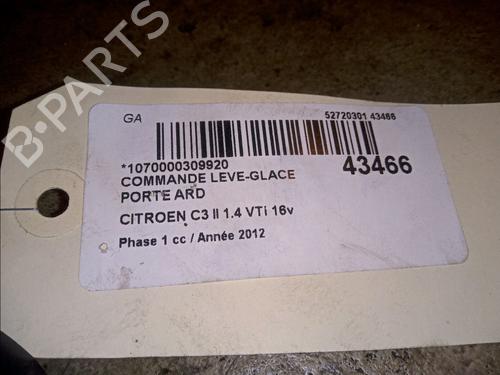 B-PARTS
GA
52720301 43466
*1070000309920
43466
COMMANDE LEVE-GLACE
PORTE ARD
CITROEN C3 II 1.4 VTi 16v
Phase 1 cc / Année 2012